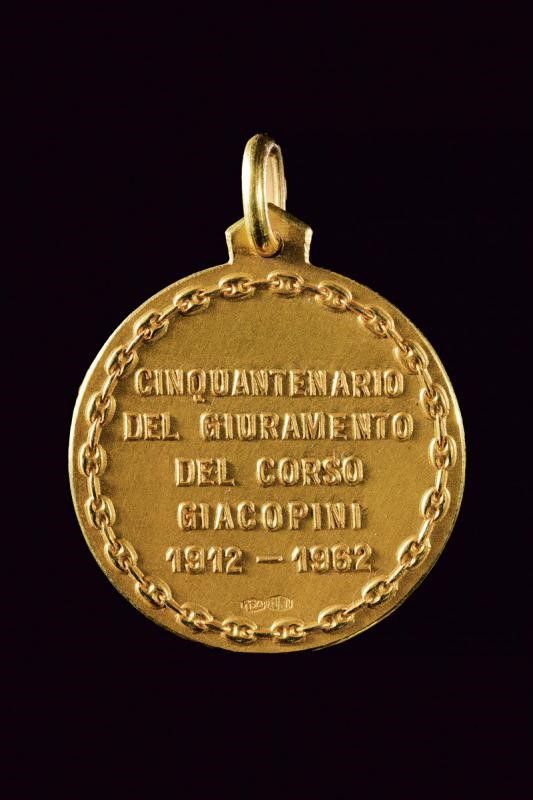 CINQUANTENARIO
DEL GIURAMENTO
DEL CORSO
GIACOPINI
1912 - 1962